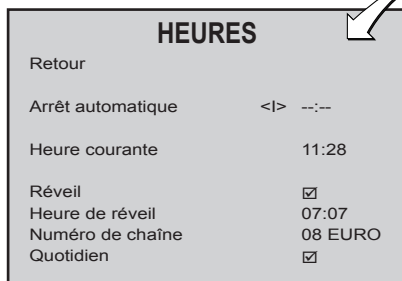 HEURES
Retour
Arrêt automatique <I> --:--
Heure courante 11:28
Réveil ☑
Heure de réveil 07:07
Numéro de chaîne 08 EURO
Quotidien ☑